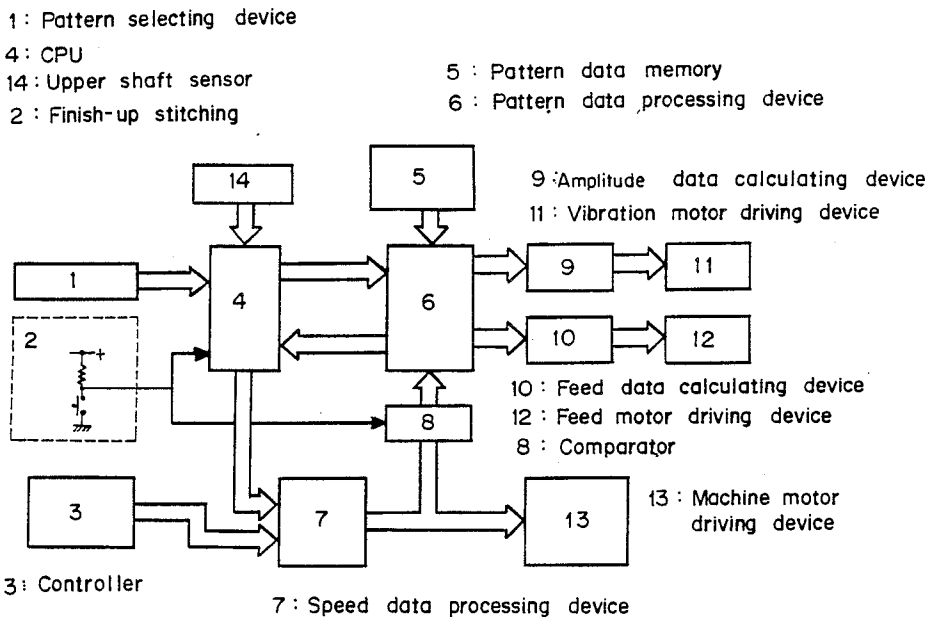 1 : Pattern selecting device
4 : CPU
14 : Upper shaft sensor
2 : Finish-up stitching
5 : Pattern data memory
6 : Pattern data processing device
14
5
9 : Amplitude data calculating device
11 : Vibration motor driving device
1
4
6
9
11
2
+
10
12
10 : Feed data calculating device
12 : Feed motor driving device
8 : Comparator
8
3
7
13
13 : Machine motor
driving device
3 : Controller
7 : Speed data processing device